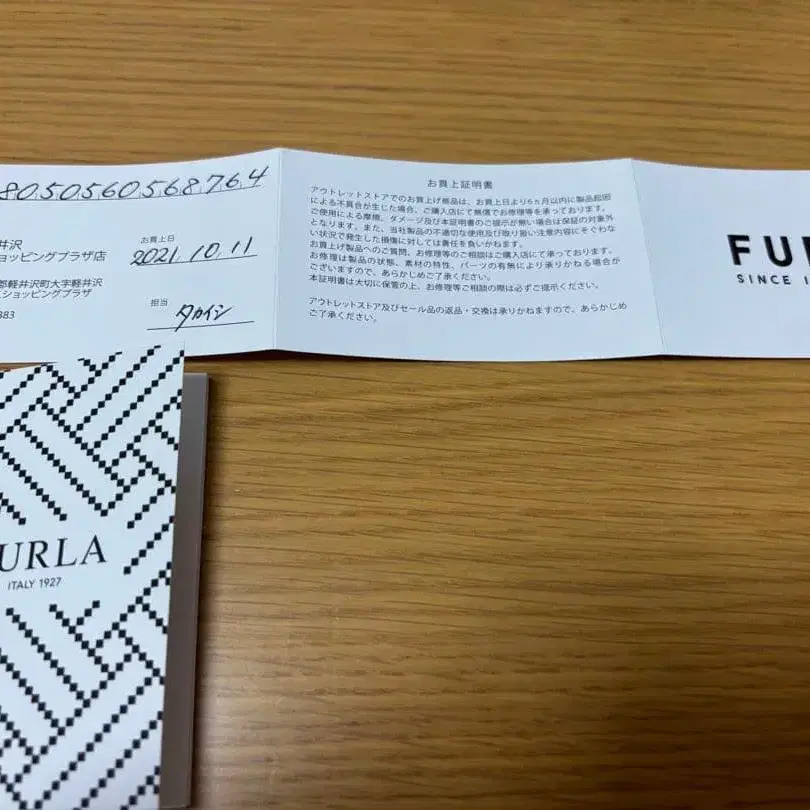 8050560568764
井沢
ョッピングプラザ店
郡軽井沢町大字軽井沢
ショッピングプラザ
383
お買上日
2021.10.11
担当
タカイシ
お買上証明書
アウトレットストアでのお買上げ商品は、お買上日より6ヵ月以内に製品起因
による不具合が生じた場合、ご購入店にて無償でお修理等を承っております。
ご使用による摩擦、ダメージ及び本証明書のご提示が無い場合は保証の対象外
となります。また、当社製品の不適切な使用及び取り扱い注意内容にそぐわな
い状況で発生した損傷に対しては責任を負いかねます。
お買上げ製品へのご質問、お修理等のご相談はご購入店にて承っております。
お修理は製品の状態、素材の特性、パーツの有無により承りかねる場合が
ございますので、あらかじめご了承ください。
本証明書は大切に保管の上、お修理等ご相談の際は必ずご提示ください。
アウトレットストア及びセール品の返品・交換は承りかねますので、あらかじめ
ご了承ください。
FUR
SINCE 1
URLA
ITALY 1927